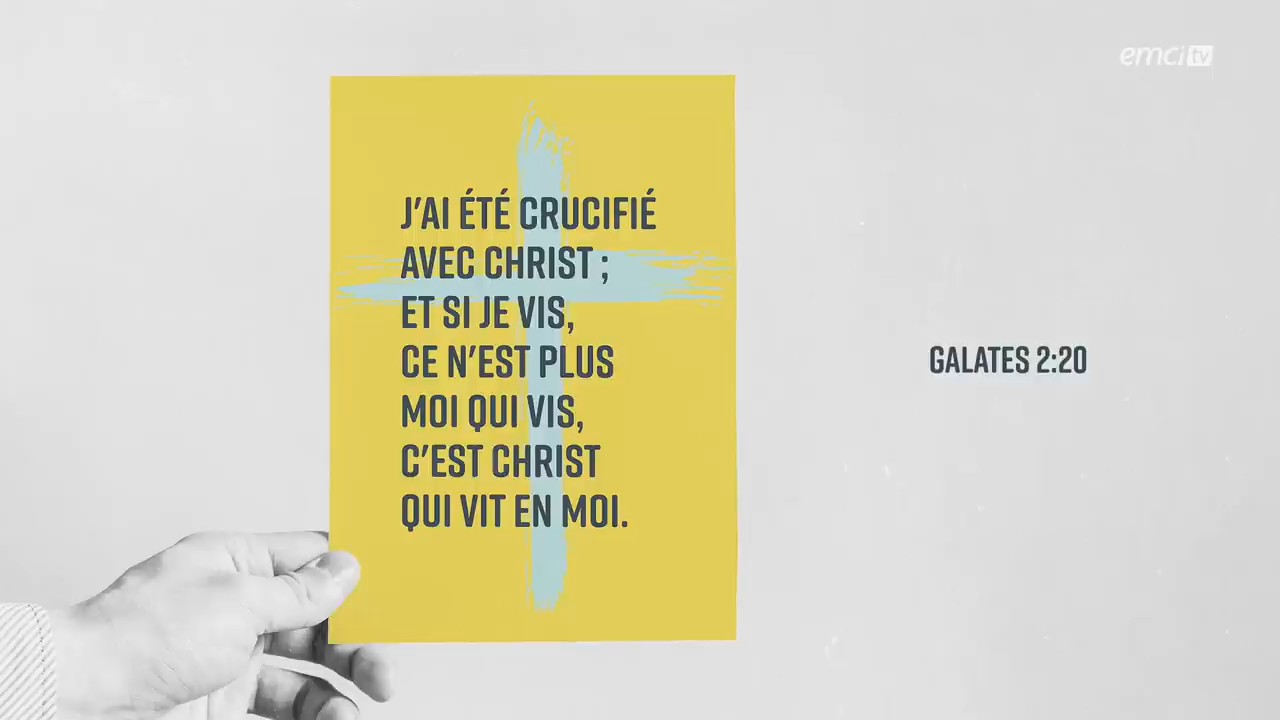 emci tv
J'AI ÉTÉ CRUCIFIÉ
AVEC CHRIST ;
ET SI JE VIS,
CE N'EST PLUS
MOI QUI VIS,
C'EST CHRIST
QUI VIT EN MOI.
GALATES 2:20